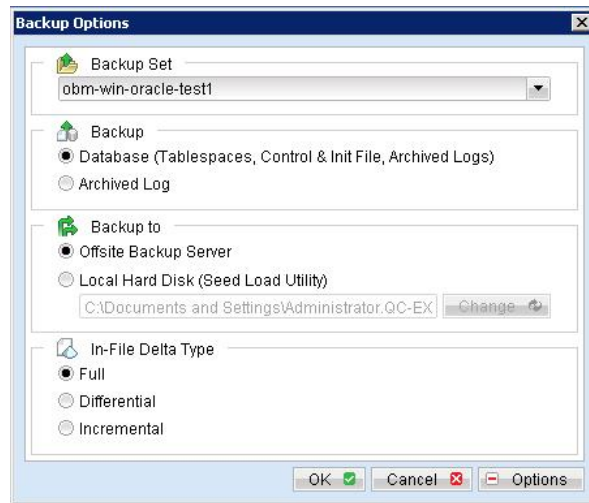 Backup Options
Backup Set
obm-win-oracle-test1
Backup
Database (Tablespaces, Control & Init File, Archived Logs)
Archived Log
Backup to
Offsite Backup Server
Local Hard Disk (Seed Load Utility)
C:\Documents and Settings\Administrator.QC-EX
Change
In-File Delta Type
Full
Differential
Incremental
OK Cancel Options